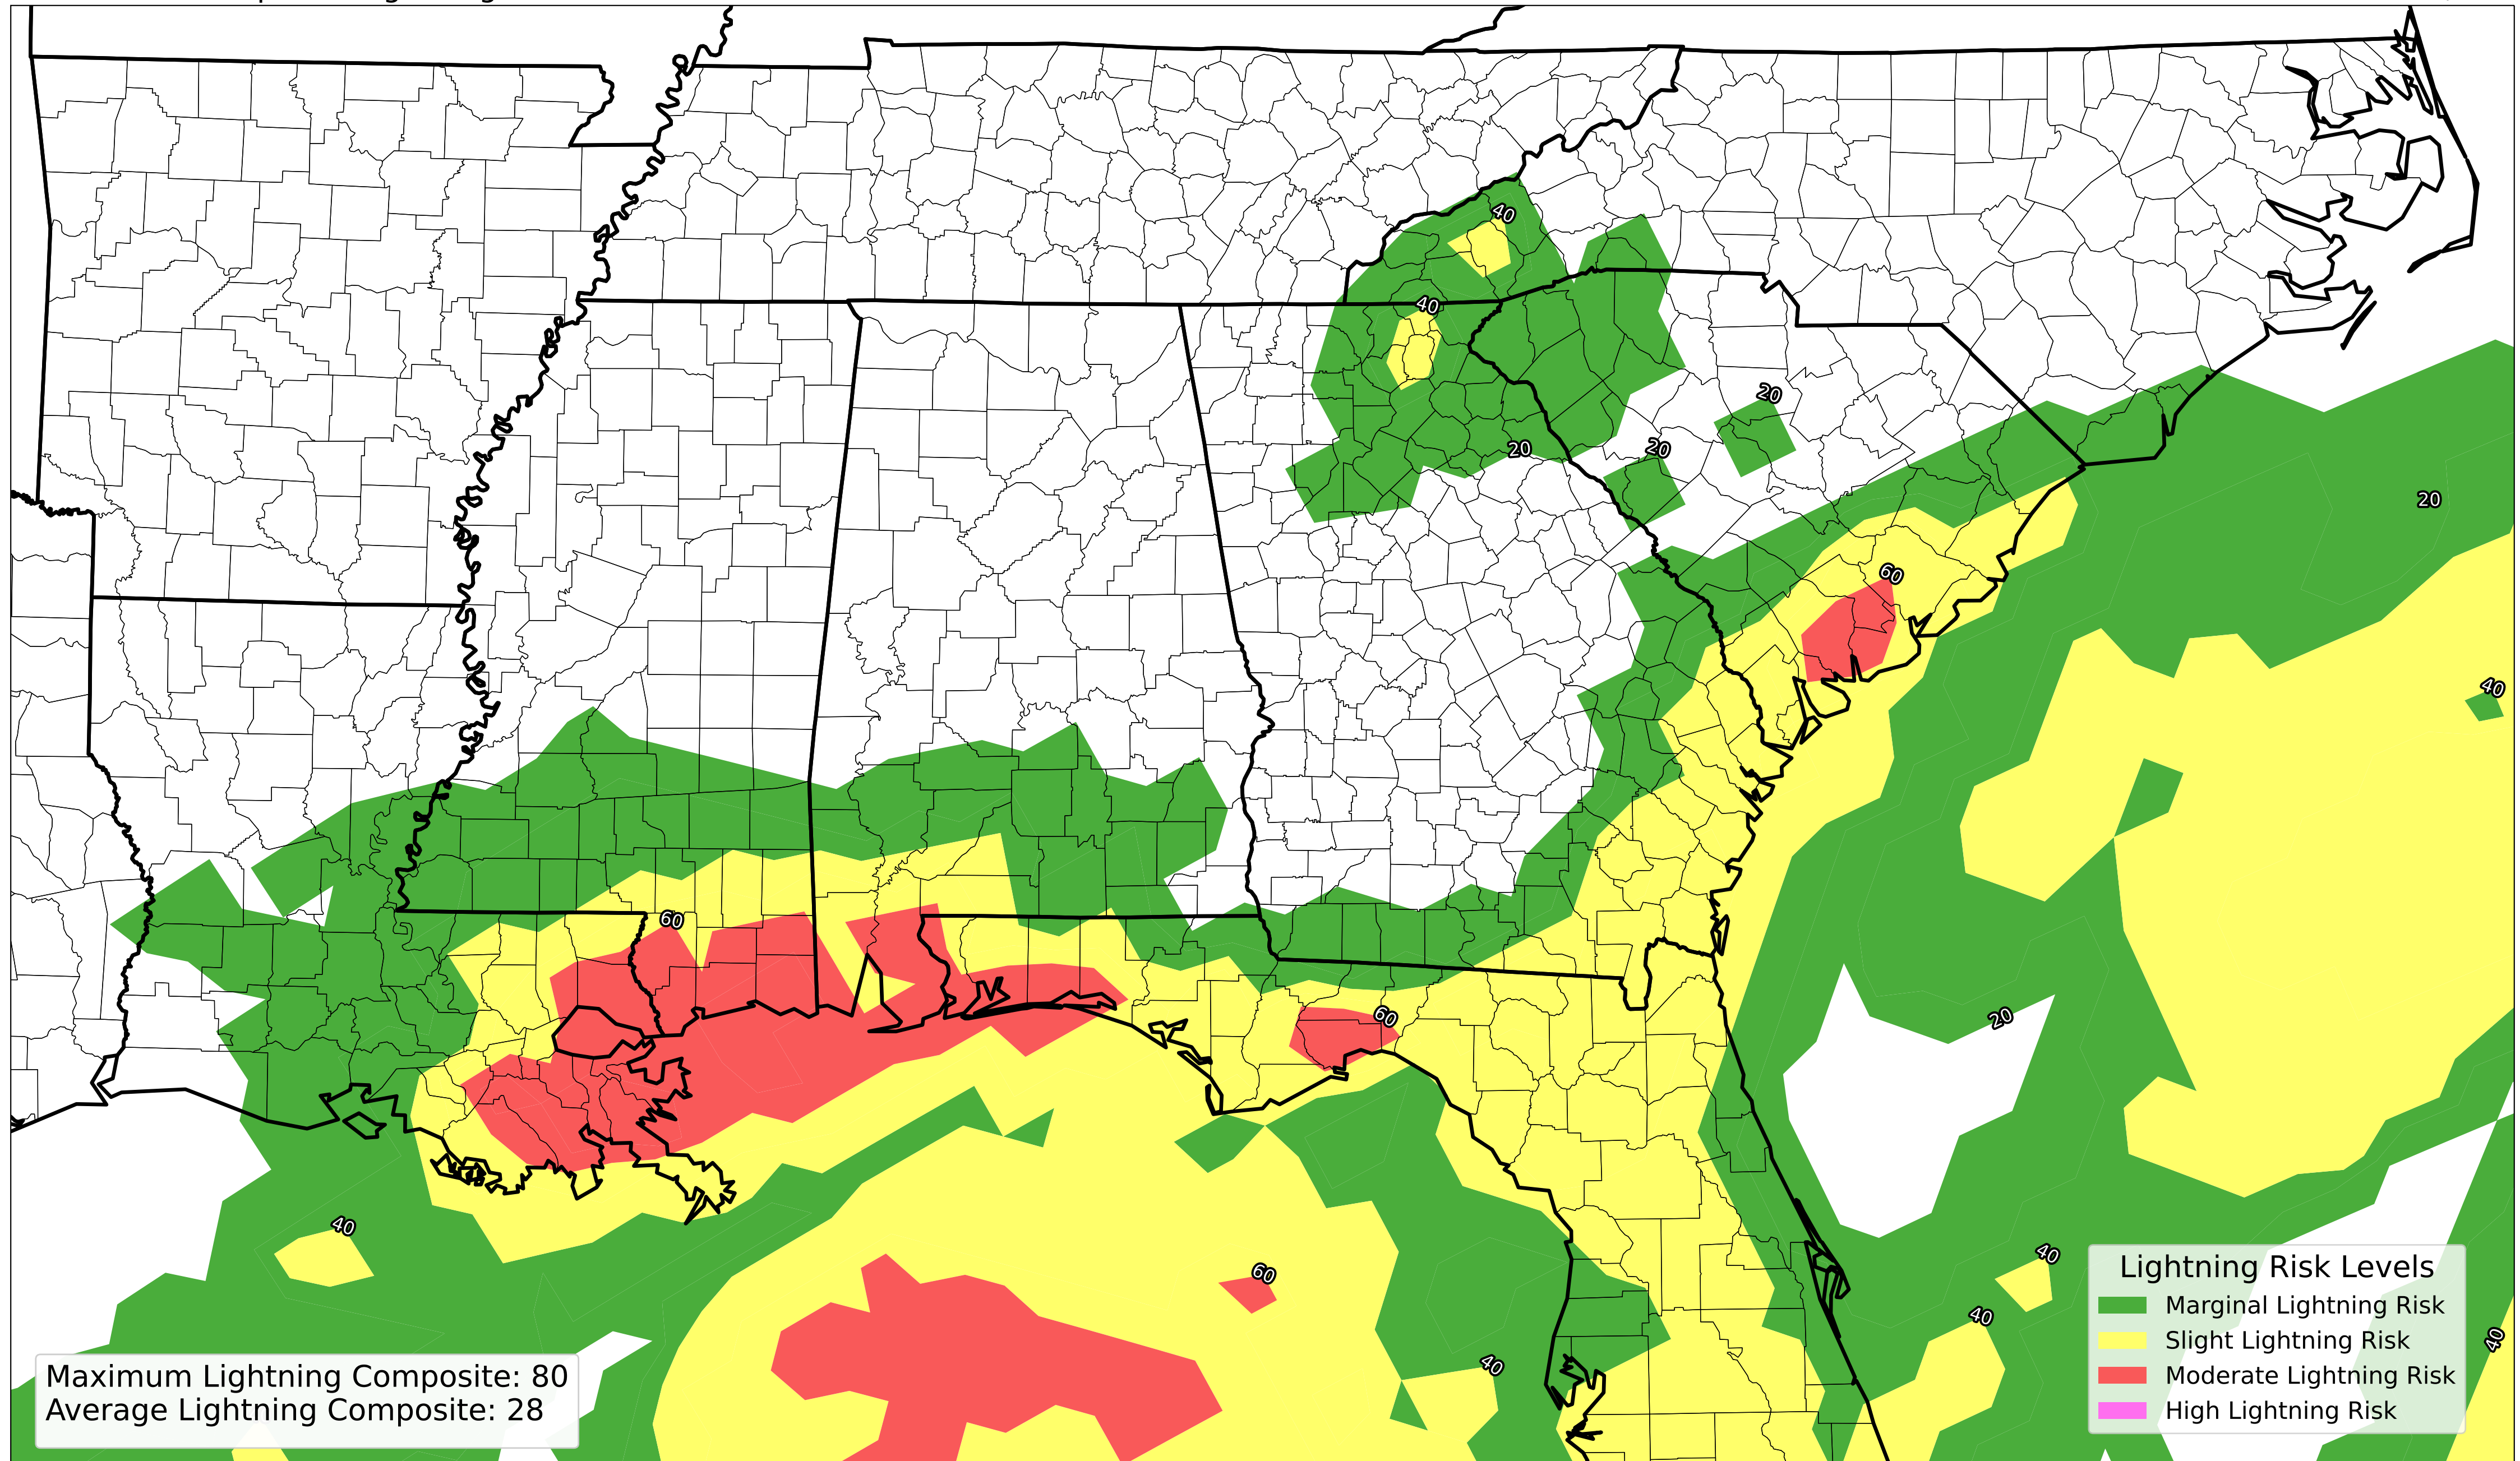 40
40
20
20
20
20
60
40
60
60
20
40
60
40
40
40
40
Lightning Risk Levels
Marginal Lightning Risk
Slight Lightning Risk
Moderate Lightning Risk
High Lightning Risk
Maximum Lightning Composite: 80
Average Lightning Composite: 28